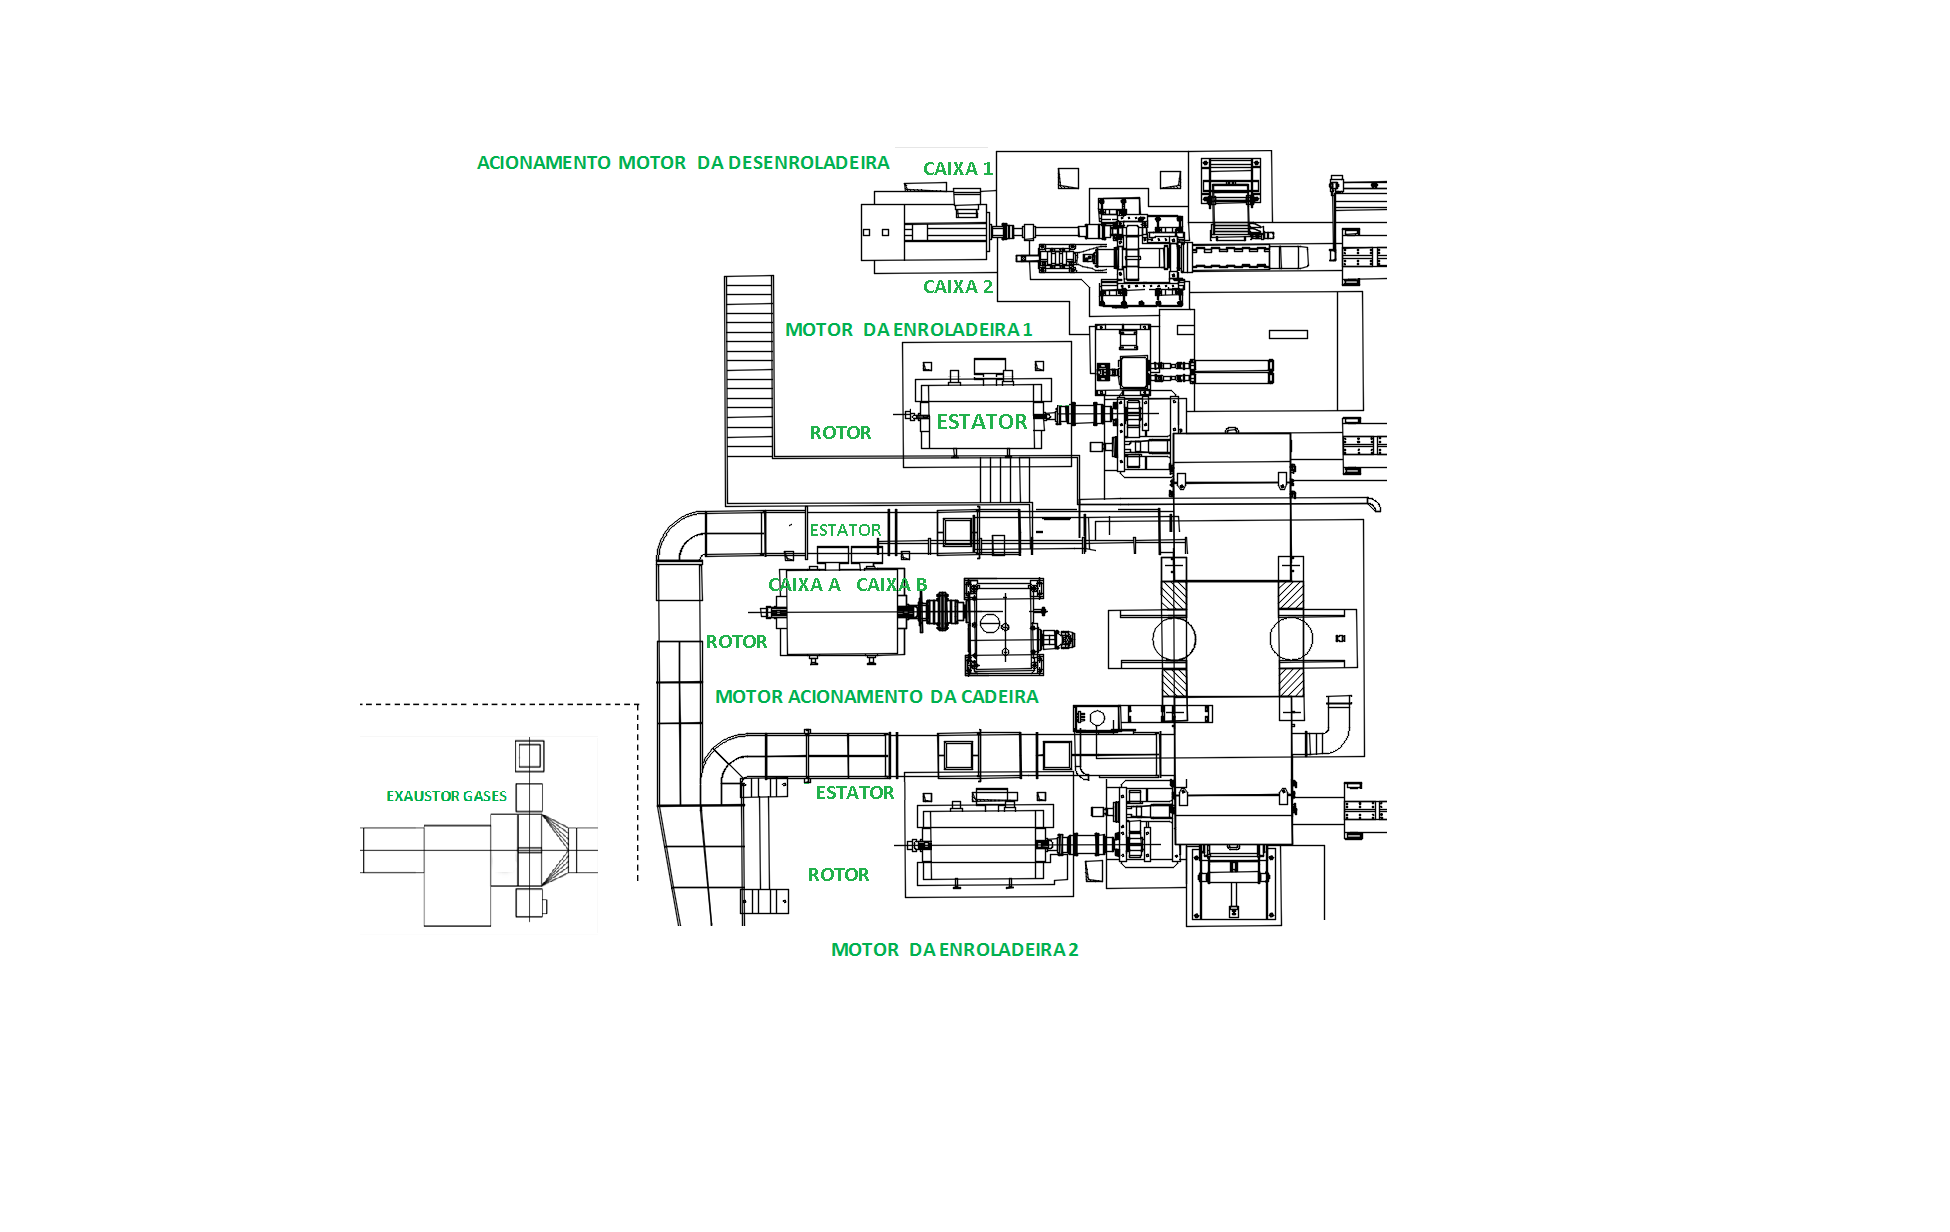 ACIONAMENTO MOTOR DA DESENROLADEIRA
CAIXA 1
CAIXA 2
MOTOR DA ENROLADEIRA 1
ESTATOR
ROTOR
ESTATOR
CAIXA A CAIXA B
ROTOR
MOTOR ACIONAMENTO DA CADEIRA
EXAUSTOR GASES
ESTATOR
ROTOR
MOTOR DA ENROLADEIRA 2